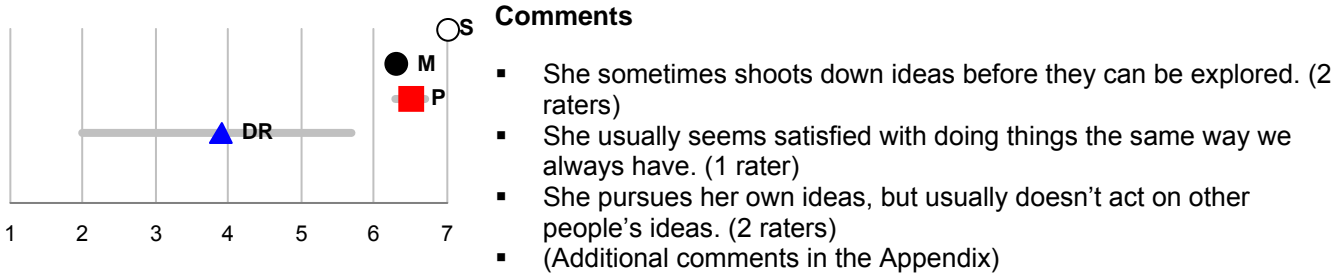 S
M
P
DR
1 2 3 4 5 6 7
Comments
▪ She sometimes shoots down ideas before they can be explored. (2
raters)
▪ She usually seems satisfied with doing things the same way we
always have. (1 rater)
▪ She pursues her own ideas, but usually doesn’t act on other
people’s ideas. (2 raters)
▪ (Additional comments in the Appendix)